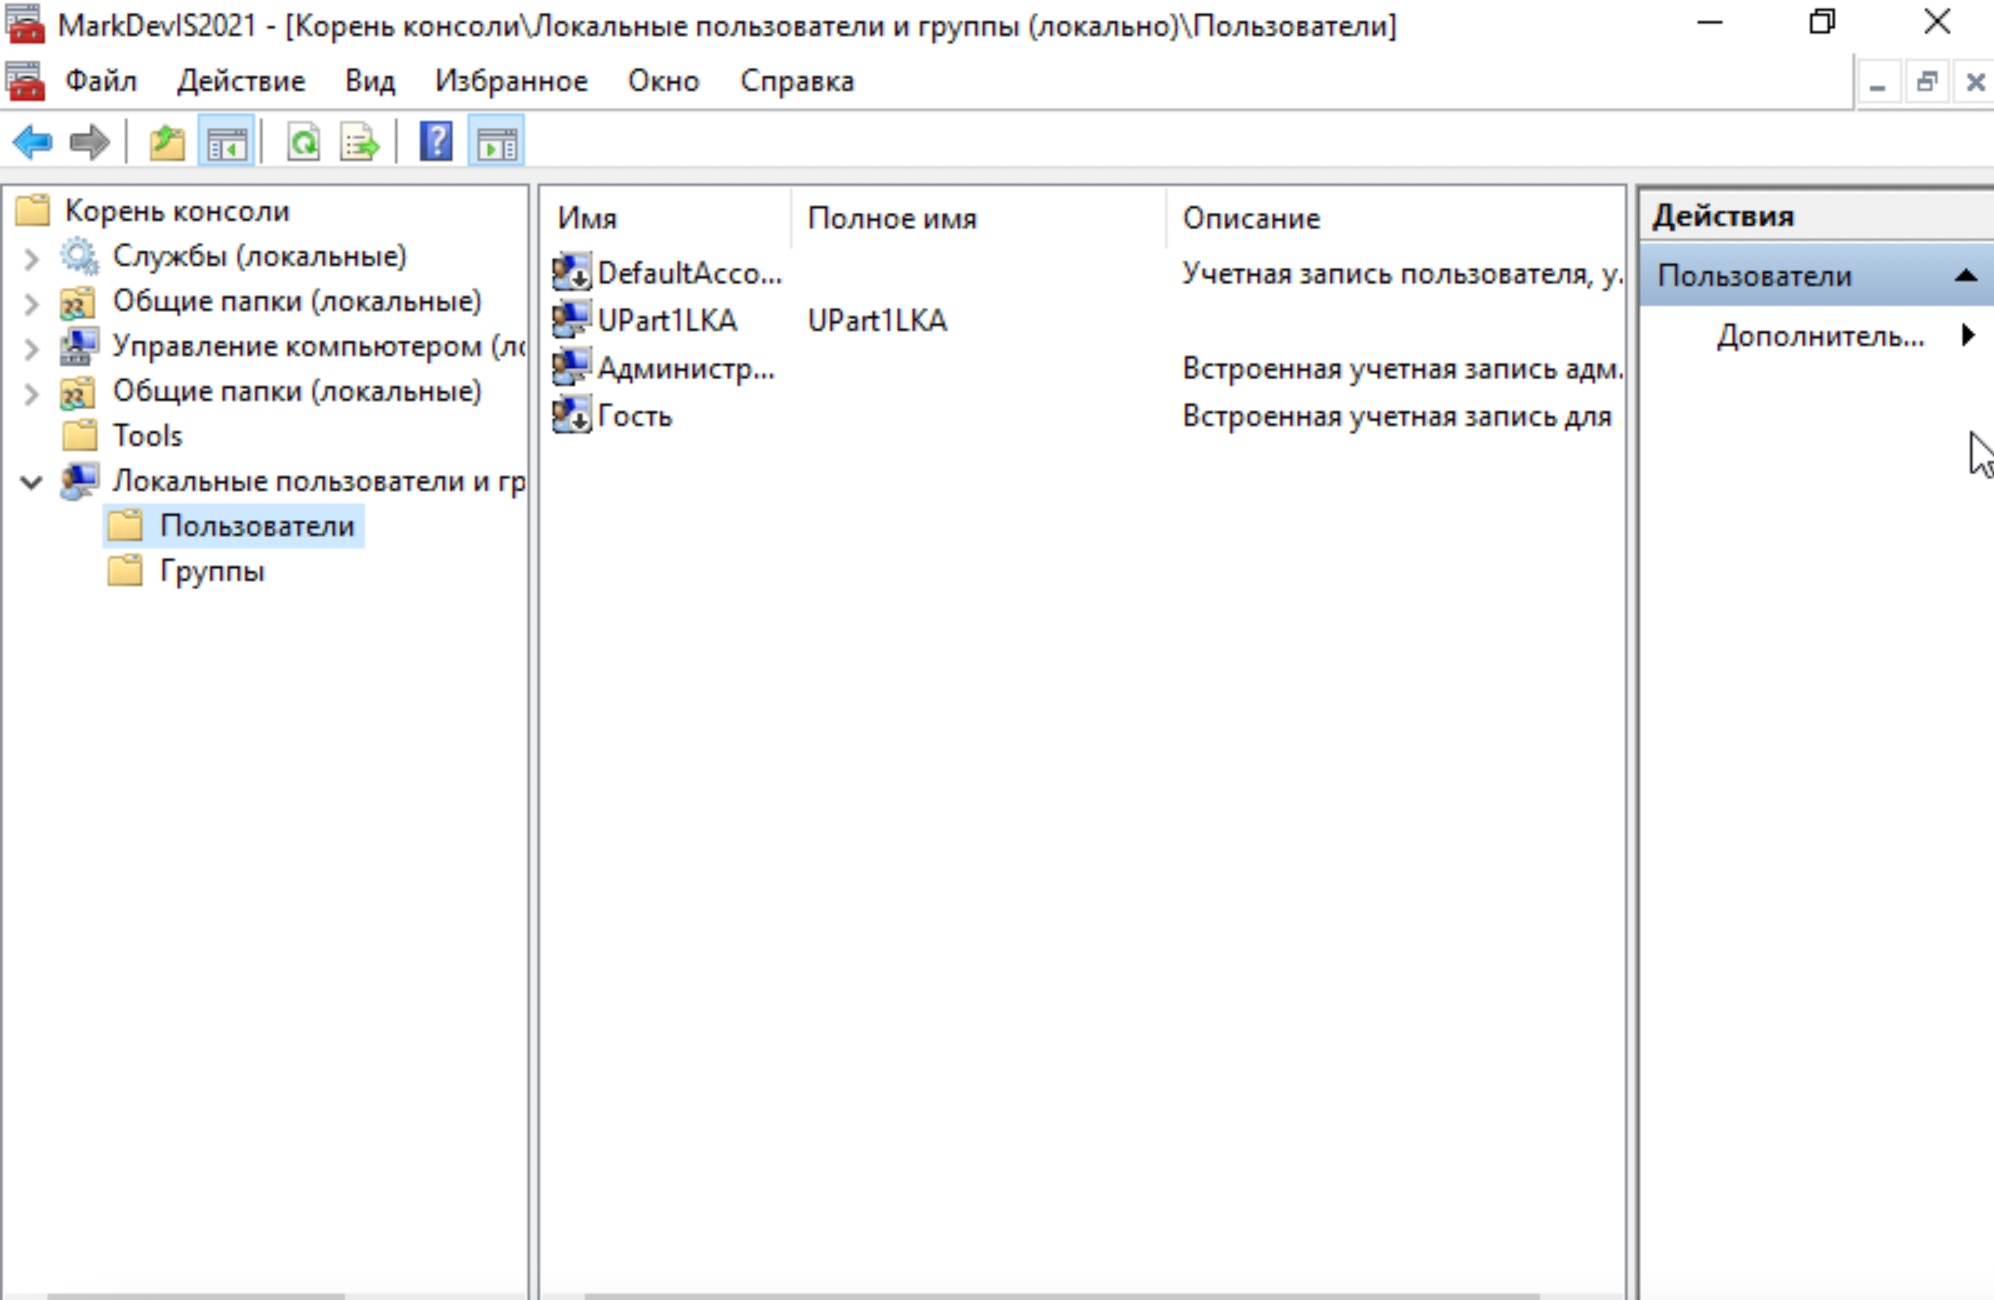 MarkDevIS2021 - [Корень консоли\Локальные пользователи и группы (локально)\Пользователи]
Файл Действие Вид Избранное Окно Справка
Корень консоли
Службы (локальные)
Общие папки (локальные)
Управление компьютером (ло
Общие папки (локальные)
Tools
Локальные пользователи и гр
Пользователи
Группы
Имя Полное имя Описание
DefaultAcco... Учетная запись пользователя, у.
UPart1LKA UPart1LKA
Администр... Встроенная учетная запись адм.
Гость Встроенная учетная запись для
Действия
Пользователи
Дополнитель...